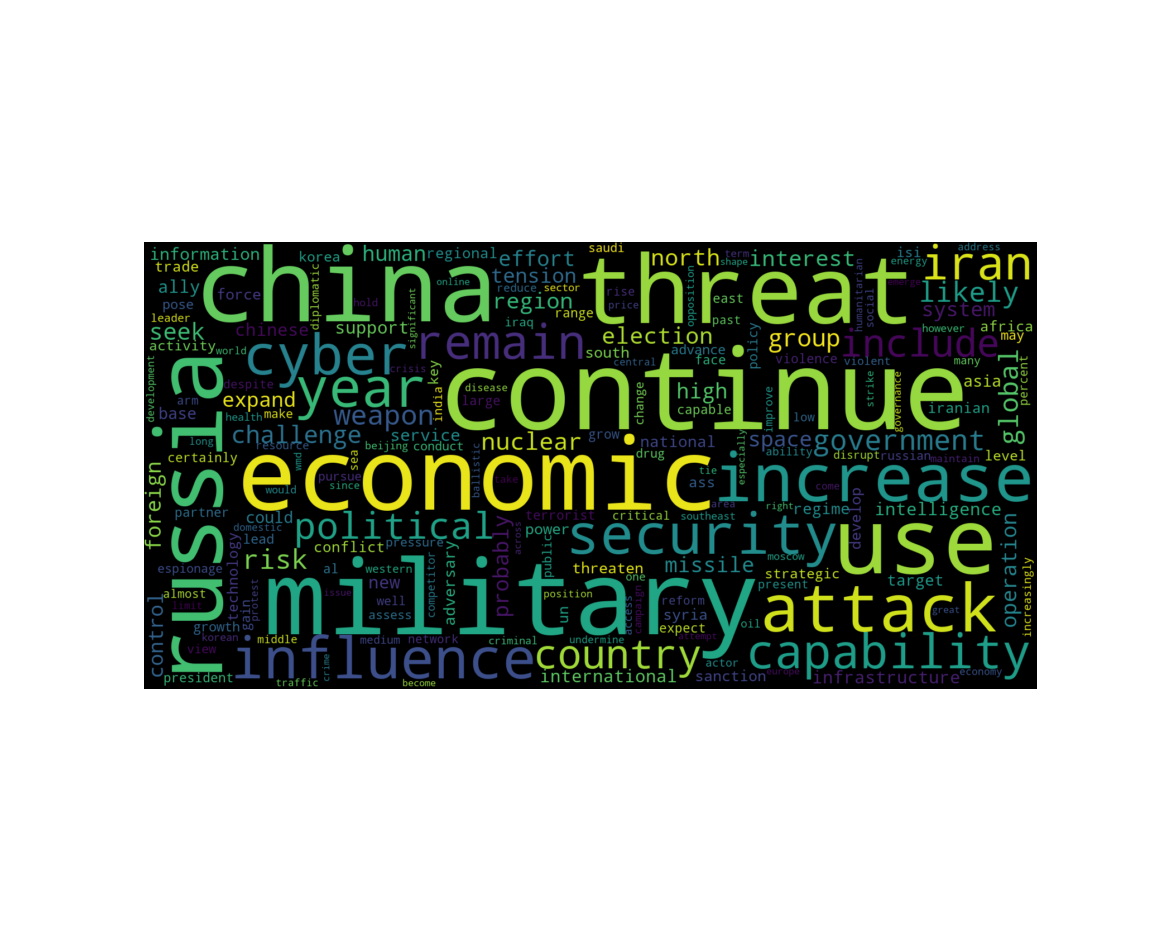 information
korea
human
regional
effort
saudi
north
term
interest
isi
address
trade
china
tension
threat
shape
energy
iran
ally
online
reduce
sector
humanitarian
social
emerge
likely
pose
force
diplomatic
hold
significant
region
range
rise
price
opposition
east
system
leader
chinese
support
iraq
election
past
policy
group
include
however
africa
may
seek
activity
world
cyber
remain
south
advance
face
violence
violent
many
development
russia
despite
crisis
key
central
disease
change
high
strike
governance
asia
percent
global
arm
expand
year
india
continue
large
capable
improve
low
iranian
base
health
make
weapon
challenge
service
nuclear
grow
national
space
government
long
resource
beijing
conduct
drug
ability
disrupt
russian
maintain
level
certainly
wmd
sea
economic
ballistic
tie
especially
increase
foreign
pursue
since
take
ass
area
come
would
right
regime
develop
intelligence
partner
could
political
probably
terrorist
critical
southeast
domestic
lead
technology
conflict
pressure
across
power
public
security
moscow
use
operation
increasingly
risk
espionage
al
western
adversary
threaten
missile
strategic
present
target
almost
gain
protest
military
issue
new
well
competitor
one
position
un
access
campaign
reform
syria
oil
attack
great
limit
control
growth
assess
medium
network
expect
attempt
korean
middle
criminal
undermine
view
influence
crime
country
actor
capability
president
traffic
become
international
sanction
europe
infrastructure
economy